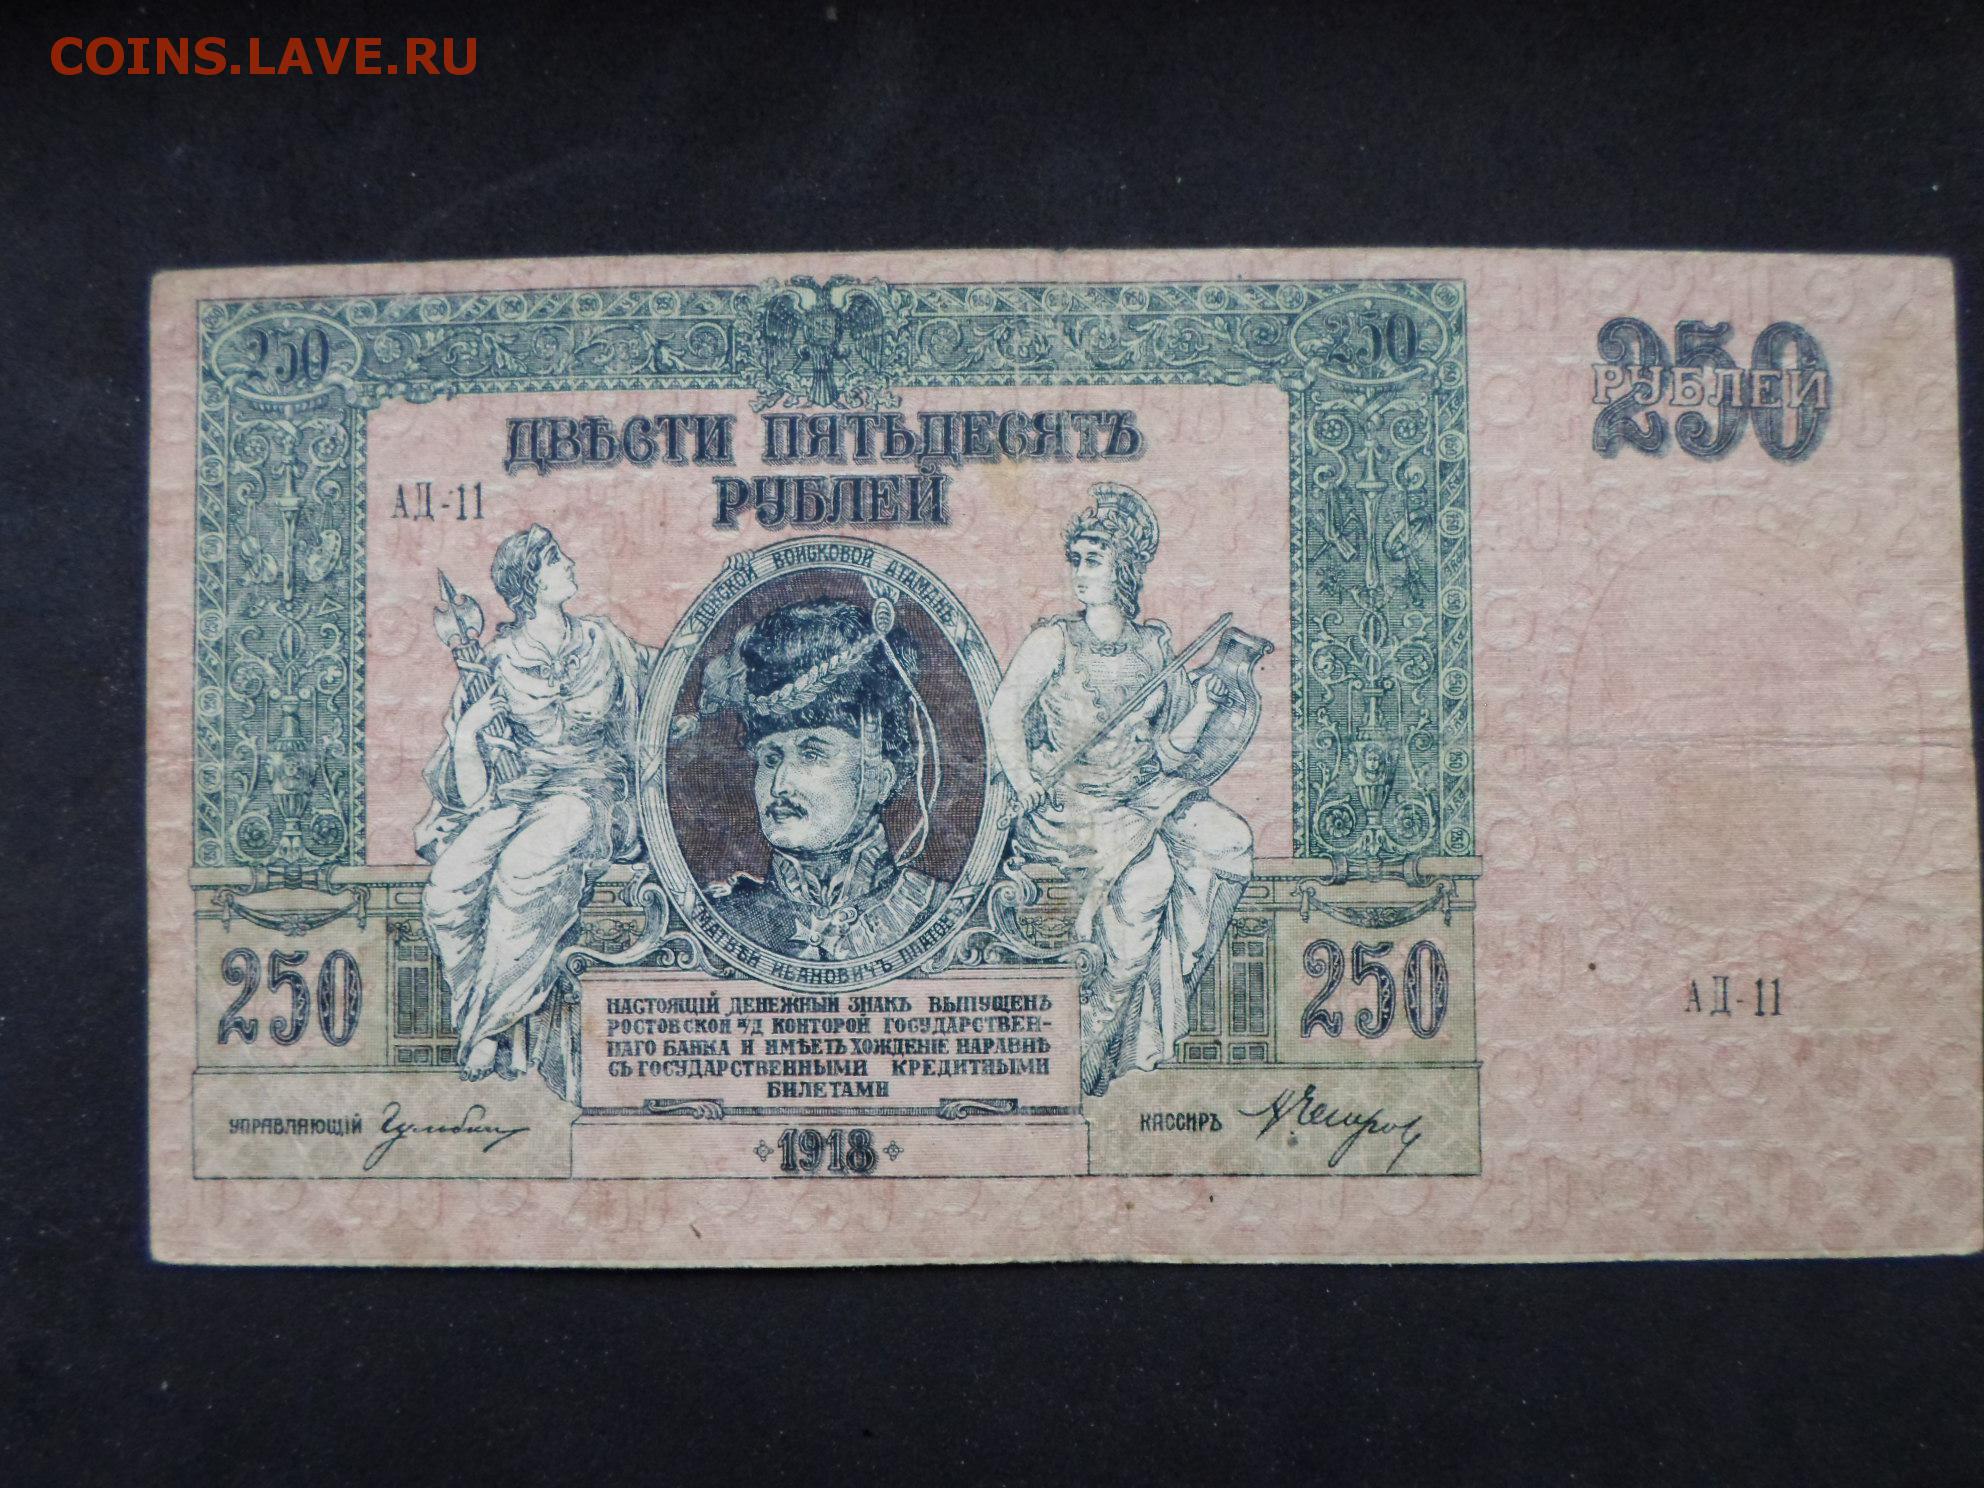 COINS.LAVE.RU
250
250
250
РУБЛЕЙ
ДВѢСТИ ПЯТЬДЕСЯТЪ
РУБЛЕЙ
АД-11
ДОНСКОЙ ВОЙСКОВОЙ АТАМАНЪ
МАТВѢЙ ИВАНОВИЧЪ ПЛАТОВЪ
250
250
АД-11
НАСТОЯЩІЙ ДЕНЕЖНЫЙ ЗНАКЪ ВЫПУЩЕНЪ
РОСТОВСКОЙ н/Д КОНТОРОЙ ГОСУДАРСТВЕН-
НАГО БАНКА И ИМѢЕТЪ ХОЖДЕНІЕ НАРАВНѢ
СЪ ГОСУДАРСТВЕННЫМИ КРЕДИТНЫМИ
БИЛЕТАМИ
УПРАВЛЯЮЩІЙ
КАССИРЪ
1918